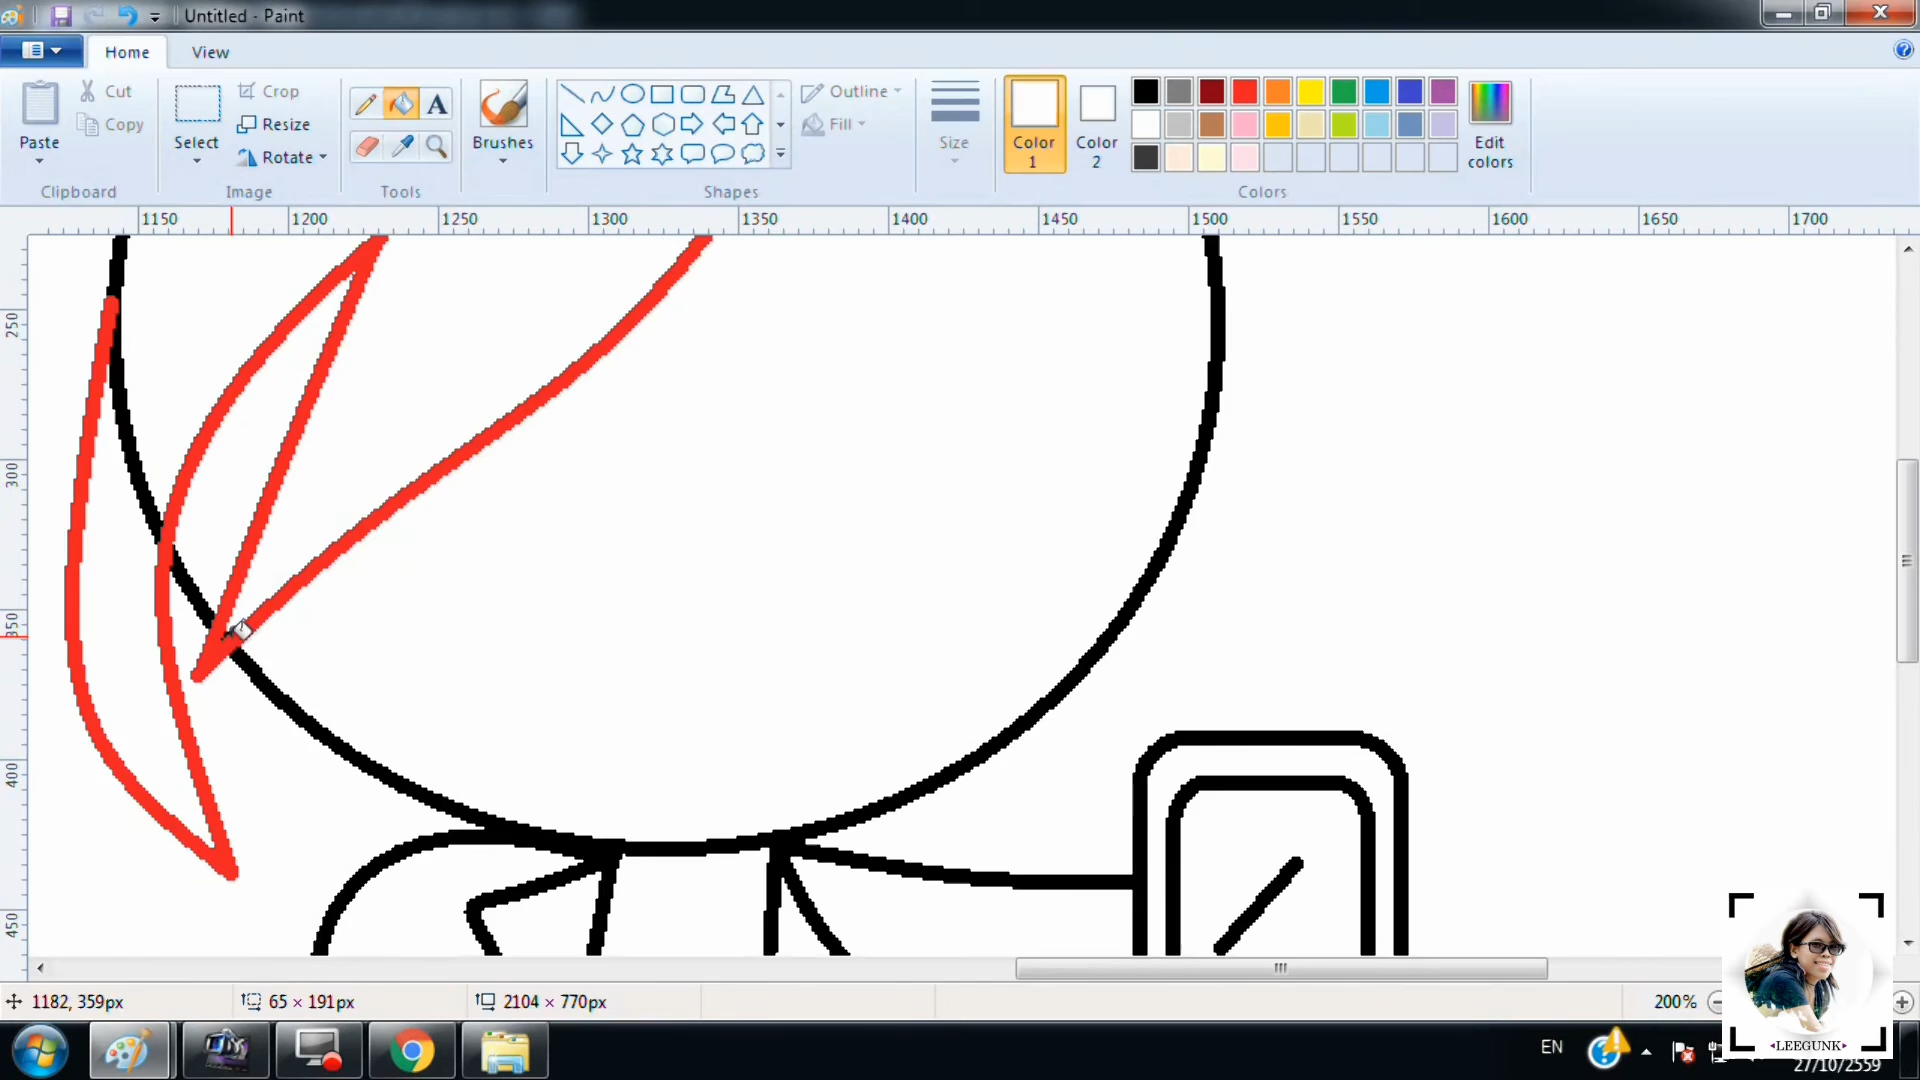 Untitled - Paint
Home View
Paste
Cut
Copy
Clipboard
Select
Crop
Resize
Rotate
Image
A
Tools
Brushes
Shapes
Outline
Fill
Size
Color 1
Color 2
Edit colors
Colors
1150 1200 1250 1300 1350 1400 1450 1500 1550 1600 1650 1700
250
300
350
400
450
1182, 359px 65 × 191px 2104 × 770px 200%
LEEGUNK
EN
27/10/2559